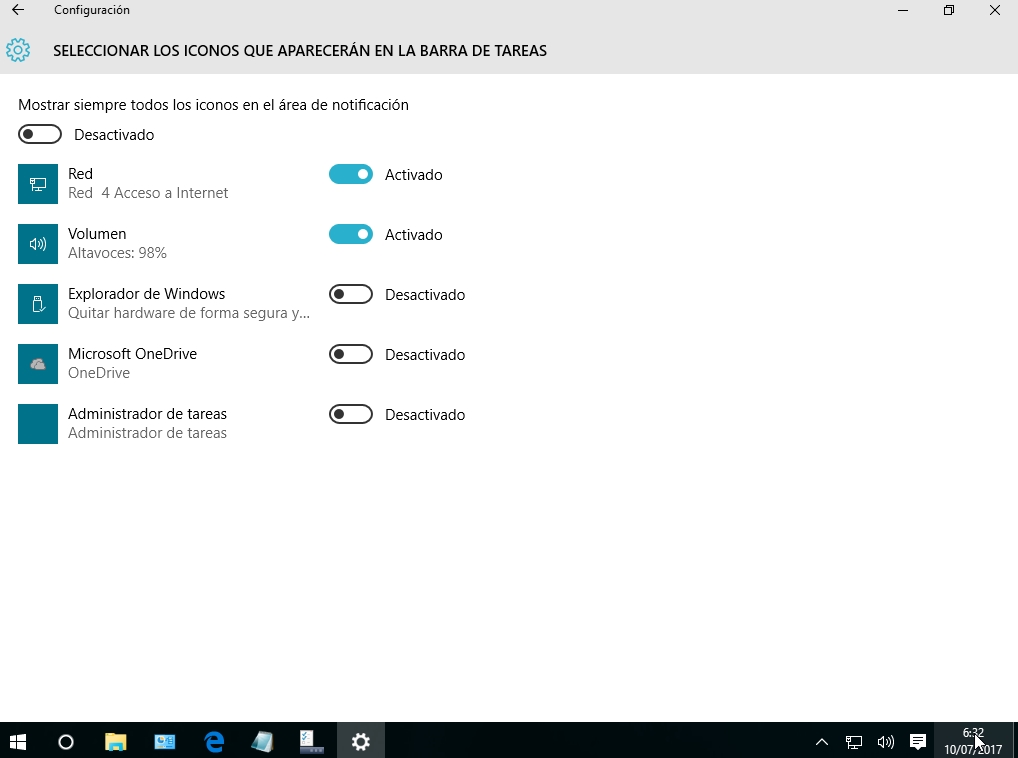 Configuración
SELECCIONAR LOS ICONOS QUE APARECERÁN EN LA BARRA DE TAREAS
Mostrar siempre todos los iconos en el área de notificación
Desactivado
Red
Activado
Red 4 Acceso a Internet
Volumen
Activado
Altavoces: 98%
Explorador de Windows
Desactivado
Quitar hardware de forma segura y...
Microsoft OneDrive
Desactivado
OneDrive
Administrador de tareas
Desactivado
Administrador de tareas
6:32
10/07/2017